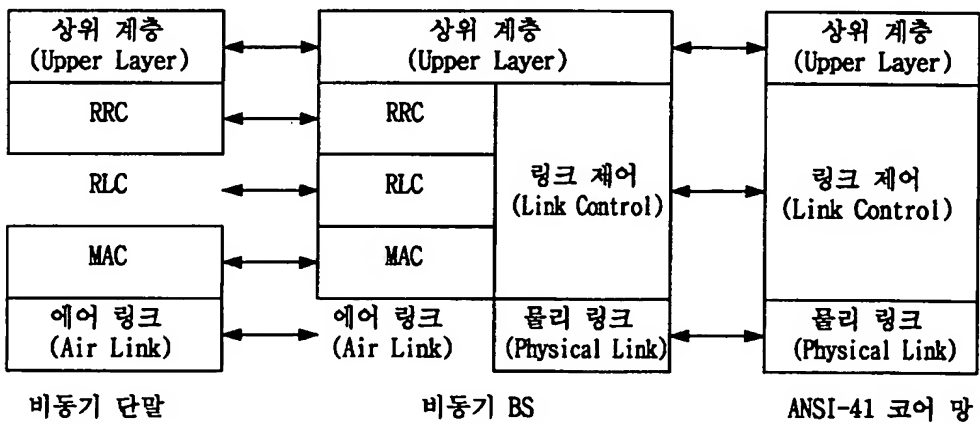 상위 계층
(Upper Layer)
RRC
RLC
MAC
에어 링크
(Air Link)
비동기 단말
상위 계층
(Upper Layer)
RRC
RLC
MAC
에어 링크
(Air Link)
링크 제어
(Link Control)
물리 링크
(Physical Link)
비동기 BS
상위 계층
(Upper Layer)
링크 제어
(Link Control)
물리 링크
(Physical Link)
ANSI-41 코어 망